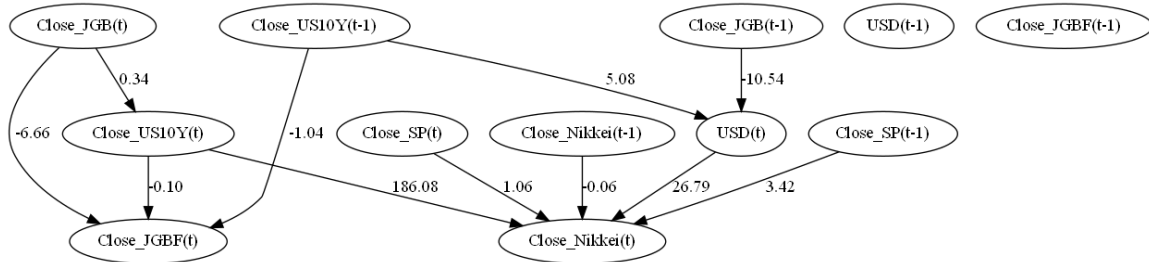 Close_JGB(t)
Close_US10Y(t-1)
Close_JGB(t-1)
USD(t-1)
Close_JGBF(t-1)
0.34
5.08
-10.54
-6.66
Close_US10Y(t)
-1.04
Close_SP(t)
Close_Nikkei(t-1)
USD(t)
Close_SP(t-1)
-0.10
186.08
1.06
-0.06
26.79
3.42
Close_JGBF(t)
Close_Nikkei(t)